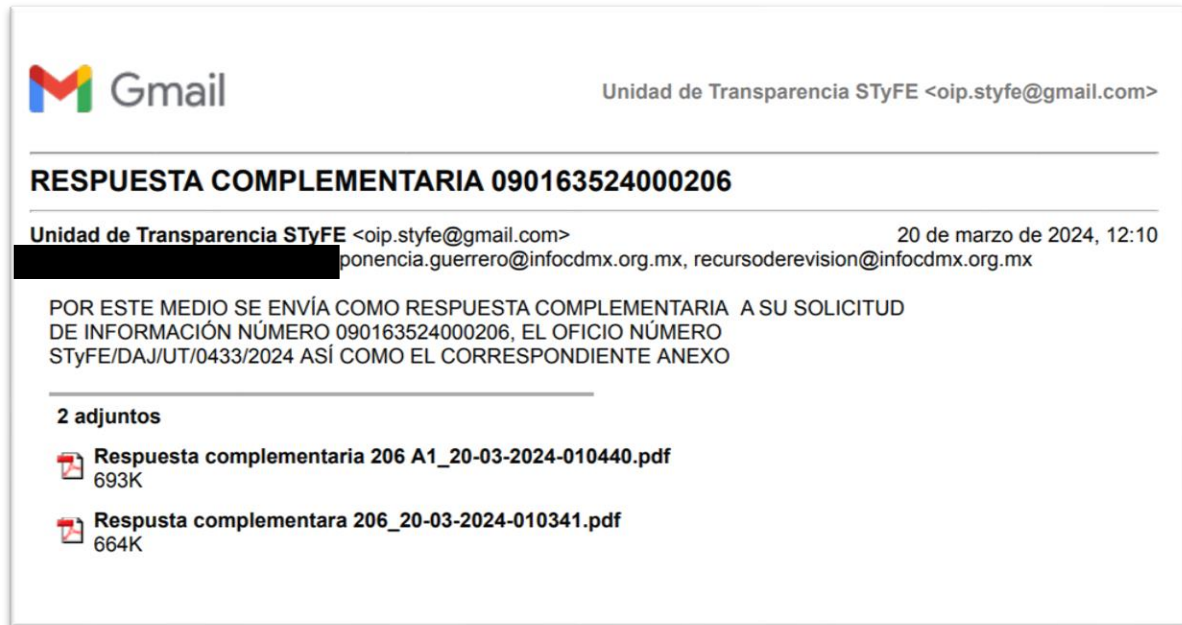 Gmail
Unidad de Transparencia STyFE <oip.styfe@gmail.com>
RESPUESTA COMPLEMENTARIA 090163524000206
Unidad de Transparencia STyFE <oip.styfe@gmail.com> 20 de marzo de 2024, 12:10
ponencia.guerrero@infocdmx.org.mx, recursoderevision@infocdmx.org.mx
POR ESTE MEDIO SE ENVÍA COMO RESPUESTA COMPLEMENTARIA A SU SOLICITUD
DE INFORMACIÓN NÚMERO 090163524000206, EL OFICIO NÚMERO
STyFE/DAJ/UT/0433/2024 ASÍ COMO EL CORRESPONDIENTE ANEXO
2 adjuntos
Respuesta complementaria 206 A1_20-03-2024-010440.pdf
693K
Respusta complementara 206_20-03-2024-010341.pdf
664K